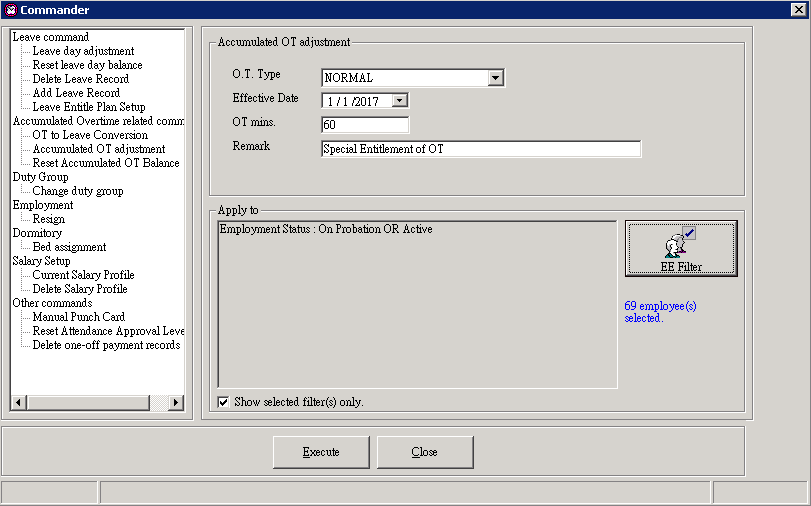 Commander
Leave command
Leave day adjustment
Reset leave day balance
Delete Leave Record
Add Leave Record
Leave Entitle Plan Setup
Accumulated Overtime related comm
OT to Leave Conversion
Accumulated OT adjustment
Reset Accumulated OT Balance
Duty Group
Change duty group
Employment
Resign
Dormitory
Bed assignment
Salary Setup
Current Salary Profile
Delete Salary Profile
Other commands
Manual Punch Card
Reset Attendance Approval Leve
Delete one-off payment records
Accumulated OT adjustment
O.T. Type NORMAL
Effective Date 1 / 1 /2017
OT mins. 60
Remark Special Entitlement of OT
Apply to
Employment Status : On Probation OR Active
EE Filter
69 employee(s)
selected.
Show selected filter(s) only.
Execute Close